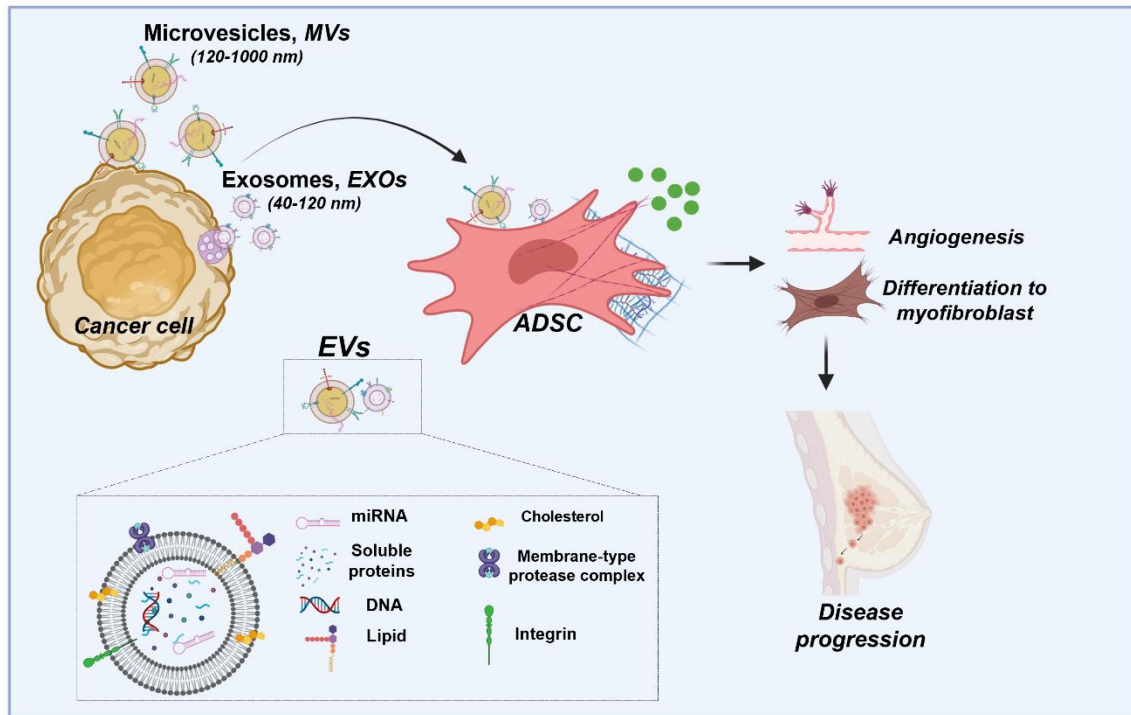 Microvesicles, MVs
(120-1000 nm)
Exosomes, EXOs
(40-120 nm)
Cancer cell
ADSC
Angiogenesis
Differentiation to
myofibroblast
EVs
miRNA
Soluble
proteins
DNA
Lipid
Cholesterol
Membrane-type
protease complex
Integrin
Disease
progression